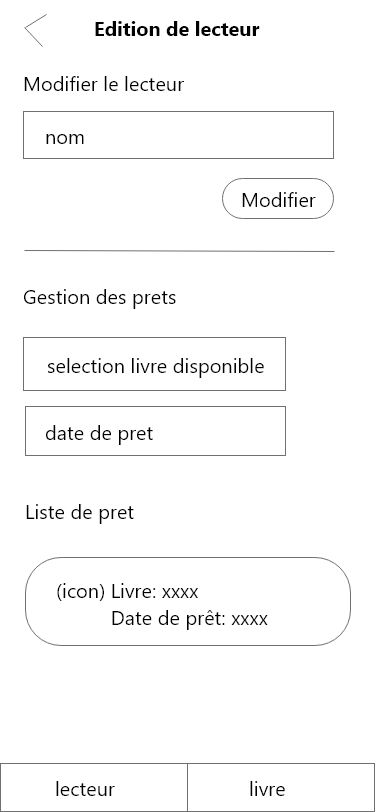 Edition de lecteur
Modifier le lecteur
nom
Modifier
Gestion des prets
selection livre disponible
date de pret
Liste de pret
(icon) Livre: xxxx
Date de prêt: xxxx
lecteur
livre